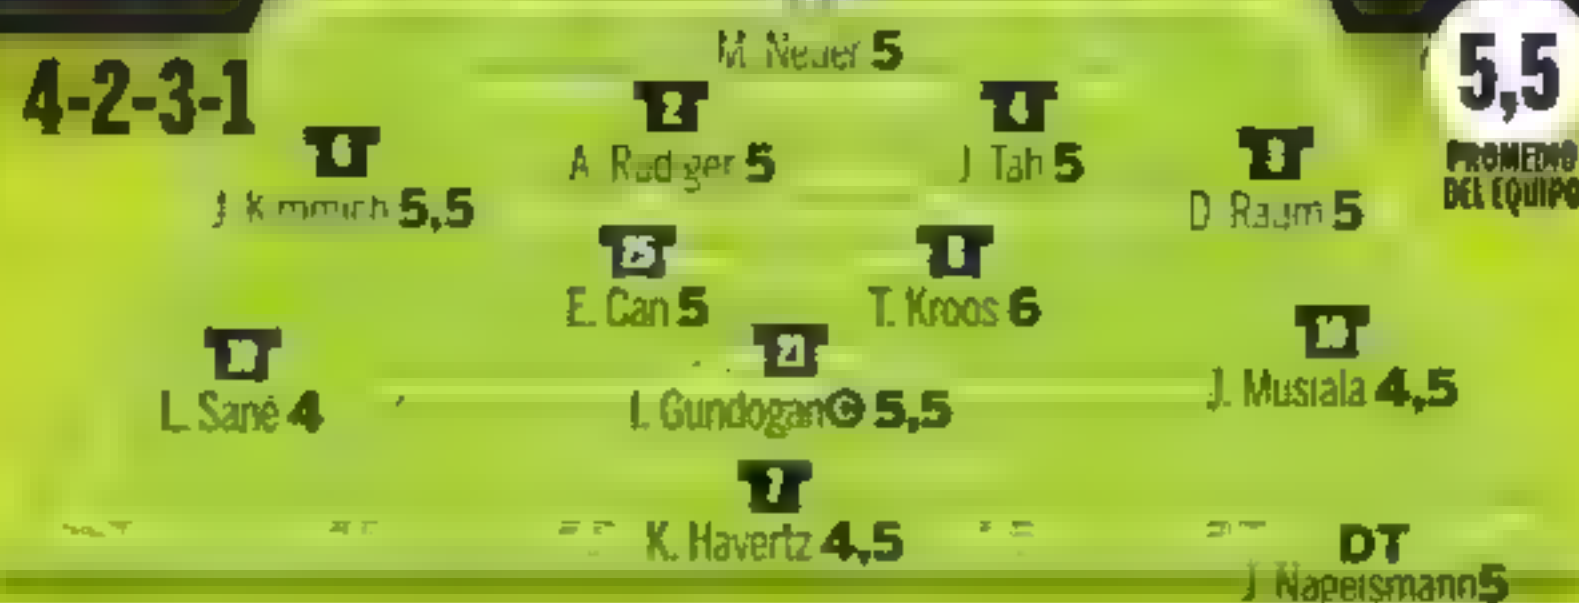 M. Neuer 5
4-2-3-1
5,5
PROMEDIO
DEL EQUIPO
2
4
6
3
A. Rudiger 5
J. Tah 5
J. Kimmich 5,5
D. Raum 5
25
8
E. Can 5
T. Kroos 6
10
19
21
L. Sané 4
I. Gundogan© 5,5
J. Musiala 4,5
7
K. Havertz 4,5
DT
J. Nagelsmann 5